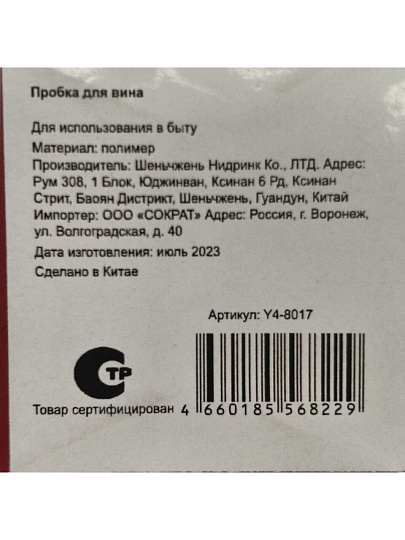 Пробка для вина
Для использования в быту
Материал: полимер
Производитель: Шеньчжень Нидринк Ко., ЛТД. Адрес:
Рум 308, 1 Блок, Юджинван, Ксинан 6 Рд, Ксинан
Стрит, Баоян Дистрикт, Шеньчжень, Гуандун, Китай
Импортер: ООО «СОКРАТ» Адрес: Россия, г. Воронеж,
ул. Волгоградская, д. 40
Дата изготовления: июль 2023
Сделано в Китае
Артикул: Y4-8017
СТР
Товар сертифицирован
4 660185 568229